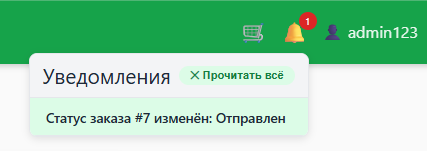 1
admin123
Уведомления
Прочитать всё
Статус заказа #7 изменён: Отправлен